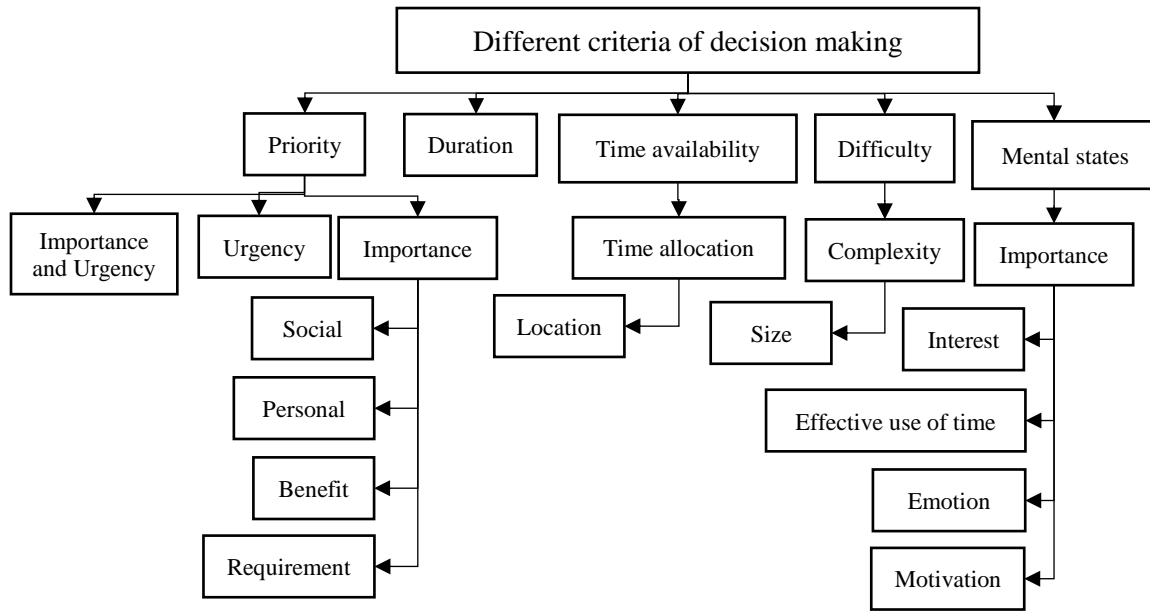 Different criteria of decision making
Priority
Duration
Time availability
Difficulty
Mental states
Importance
and Urgency
Urgency
Importance
Time allocation
Complexity
Importance
Social
Location
Size
Interest
Personal
Effective use of time
Benefit
Emotion
Requirement
Motivation